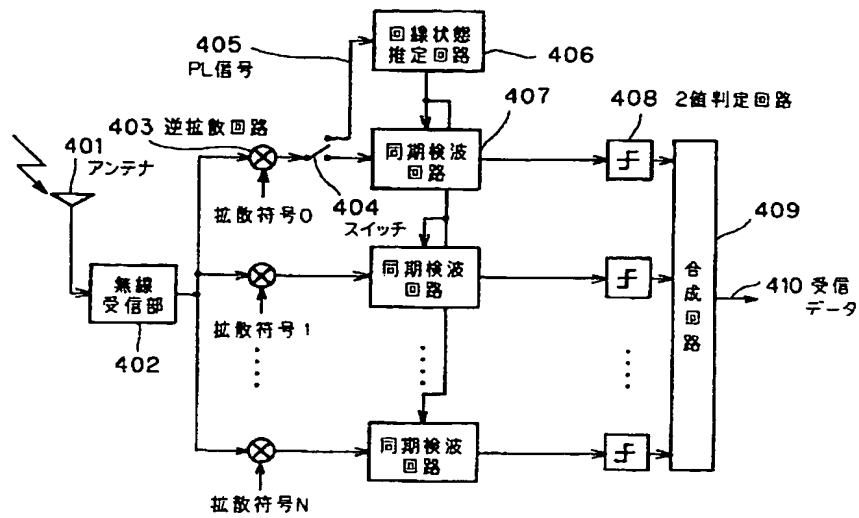 405
PL信号
回線状態
推定回路
406
403 逆拡散回路
407
408 2値判定回路
401
アンテナ
同期検波
回路
拡散符号0
404
スイッチ
409
無線
受信部
402
同期検波
回路
拡散符号1
合成回路
410 受信
データ
同期検波
回路
拡散符号N